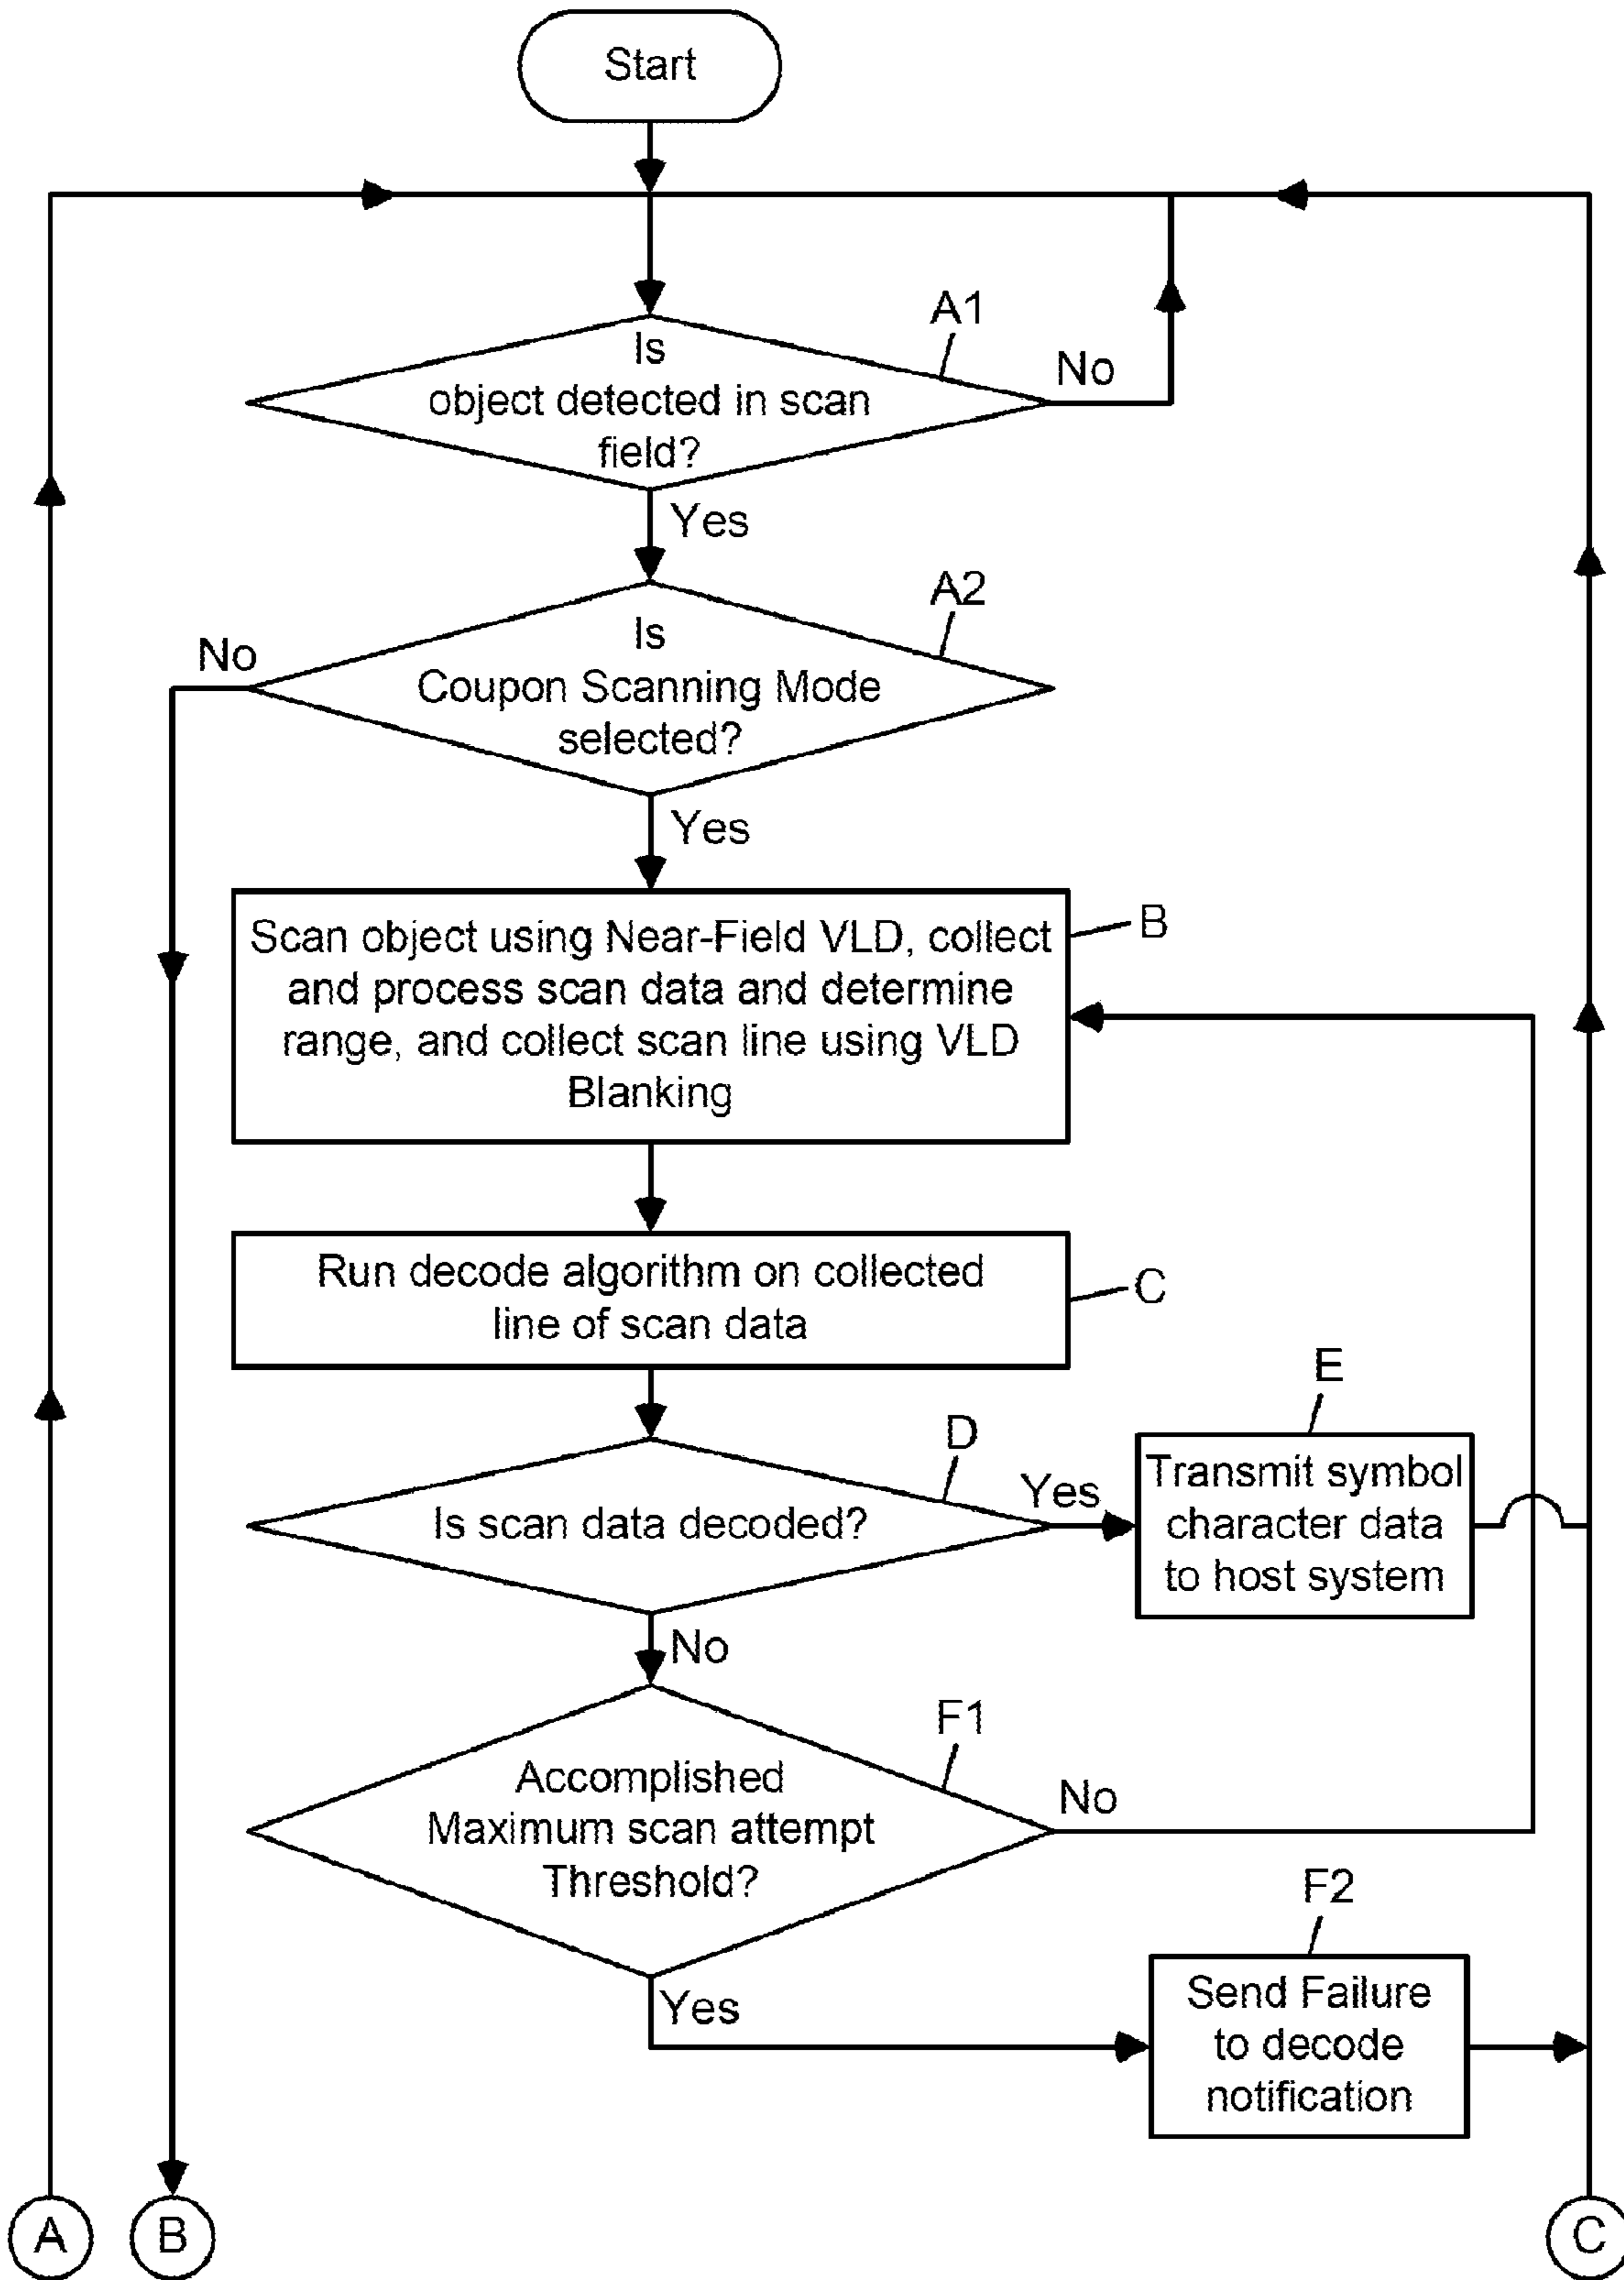 Start
A1
Is
object detected in scan
field?
No
Yes
A2
Is
Coupon Scanning Mode
selected?
No
Yes
B
Scan object using Near-Field VLD, collect
and process scan data and determine
range, and collect scan line using VLD
Blanking
Run decode algorithm on collected
line of scan data
C
E
D
Is scan data decoded?
Yes
Transmit symbol
character data
to host system
No
F1
Accomplished
Maximum scan attempt
Threshold?
No
F2
Yes
Send Failure
to decode
notification
A
B
C